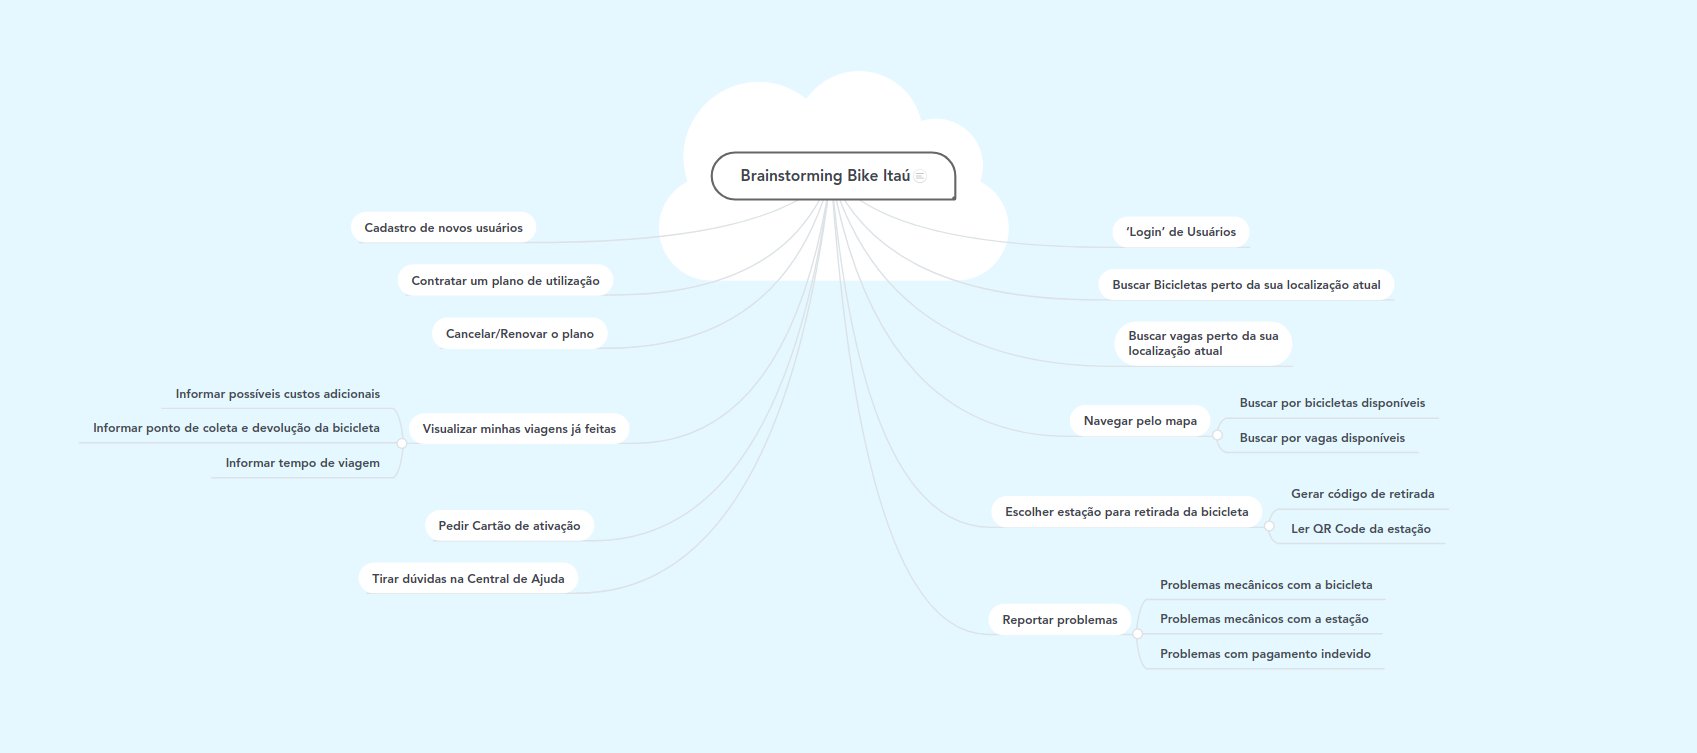 Brainstorming Bike Itaú
Cadastro de novos usuários
Contratar um plano de utilização
Cancelar/Renovar o plano
Visualizar minhas viagens já feitas
Informar possíveis custos adicionais
Informar ponto de coleta e devolução da bicicleta
Informar tempo de viagem
Pedir Cartão de ativação
Tirar dúvidas na Central de Ajuda
‘Login’ de Usuários
Buscar Bicicletas perto da sua localização atual
Buscar vagas perto da sua
localização atual
Navegar pelo mapa
Buscar por bicicletas disponíveis
Buscar por vagas disponíveis
Escolher estação para retirada da bicicleta
Gerar código de retirada
Ler QR Code da estação
Reportar problemas
Problemas mecânicos com a bicicleta
Problemas mecânicos com a estação
Problemas com pagamento indevido